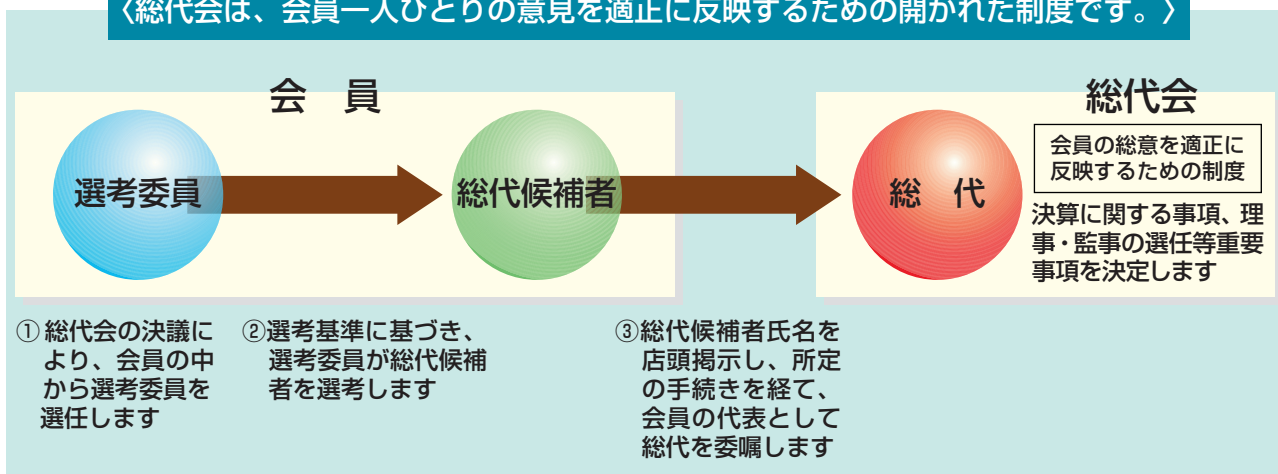 〈総代会は、会員一人ひとりの意見を適正に反映するための開かれた制度です。〉
会 員
選考委員
総代候補者
①総代会の決議に
より、会員の中
から選考委員を
選任します
②選考基準に基づき、
選考委員が総代候補
者を選考します
③総代候補者氏名を
店頭掲示し、所定
の手続きを経て、
会員の代表として
総代を委嘱します
総代会
総 代
会員の総意を適正に
反映するための制度
決算に関する事項、理
事・監事の選任等重要
事項を決定します